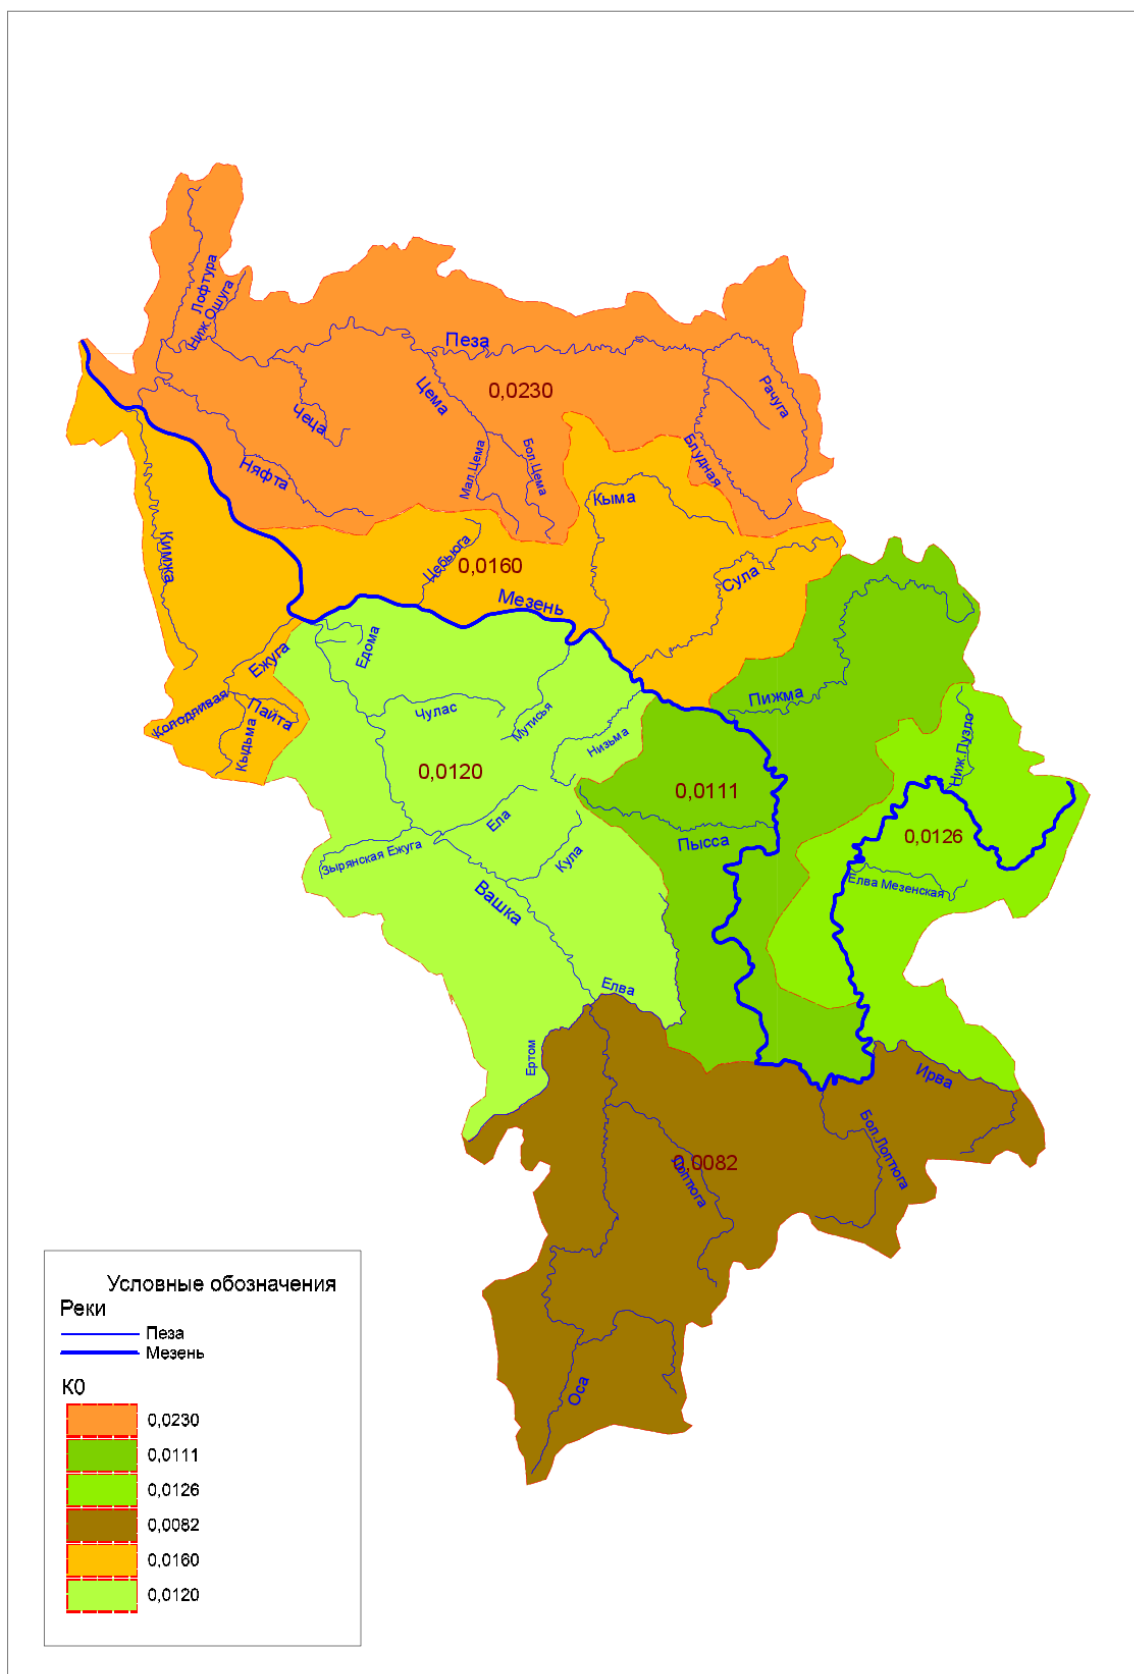 Лофтура
Ниж.Ошуга
Пеза
0,0230
Рачуга
Цема
Чеца
Блудная
Няфта
Мал.Цема
Бол.Цема
Кыма
Кимжа
Цебьюга
0,0160
Сула
Мезень
Едома
Ежуга
Колодливая
Пайта
Кыдьма
Чулас
Мутисья
Низьма
Пижма
Ниж.Пузло
0,0120
0,0111
0,0126
Ела
Пысса
Зырянская Ежуга
Кула
Елва Мезенская
Вашка
Елва
Ертом
Ирва
Бол.Лоптюга
0,0082
Лоптюга
Оса
Условные обозначения
Реки
Пеза
Мезень
К0
0,0230
0,0111
0,0126
0,0082
0,0160
0,0120